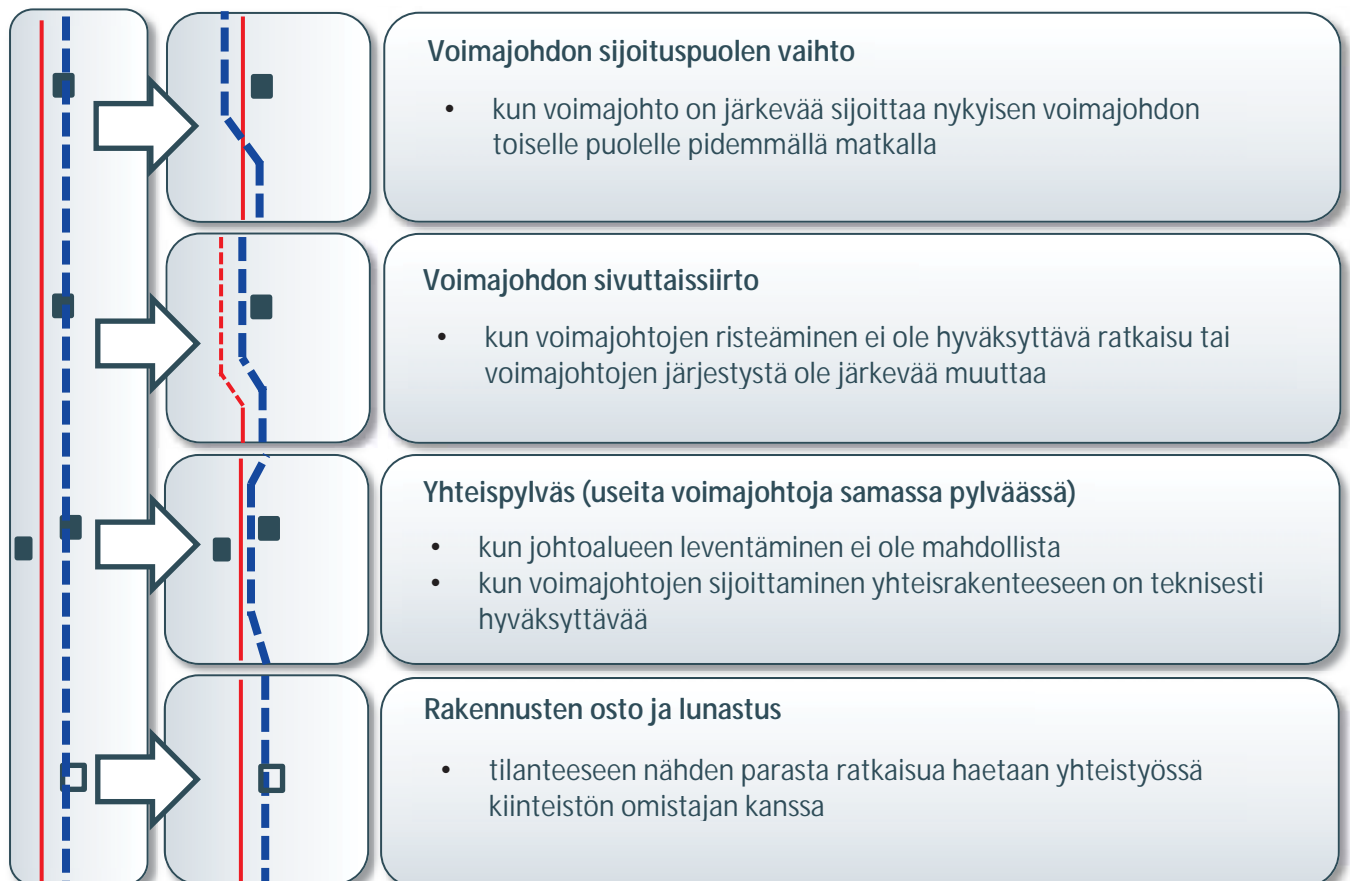 Voimajohdon sijoituspuolen vaihto
• kun voimajohto on järkevää sijoittaa nykyisen voimajohdon
toiselle puolelle pidemmällä matkalla
Voimajohdon sivuttaissiirto
• kun voimajohtojen risteäminen ei ole hyväksyttävä ratkaisu tai
voimajohtojen järjestystä ole järkevää muuttaa
Yhteispylväs (useita voimajohtoja samassa pylväässä)
• kun johtoalueen leventäminen ei ole mahdollista
• kun voimajohtojen sijoittaminen yhteisrakenteeseen on teknisesti
hyväksyttävää
Rakennusten osto ja lunastus
• tilanteeseen nähden parasta ratkaisua haetaan yhteistyössä
kiinteistön omistajan kanssa